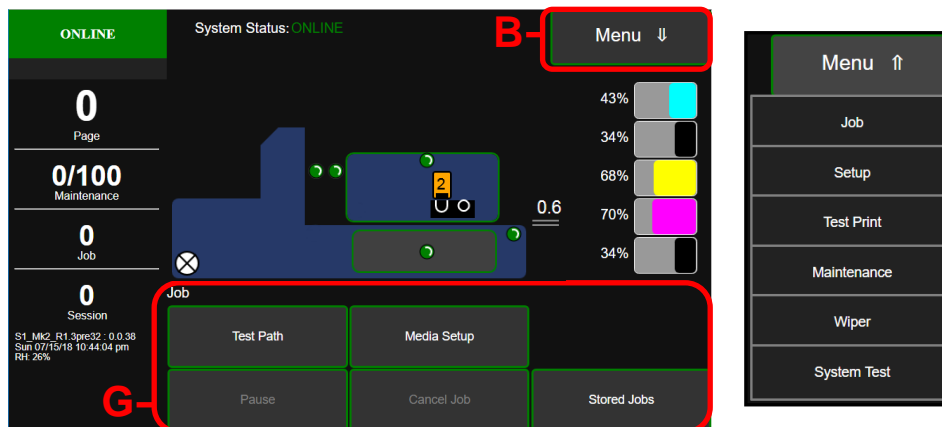 ONLINE
System Status: ONLINE
B
Menu ⇓
0
Page
0/100
Maintenance
0
Job
0
Session
S1_Mk2_R1.3pre32 : 0.0.38
Sun 07/15/18 10:44:04 pm
RH: 26%
2
0.6
43%
34%
68%
70%
34%
Job
Test Path
Media Setup
G
Pause
Cancel Job
Stored Jobs
Menu ⇑
Job
Setup
Test Print
Maintenance
Wiper
System Test